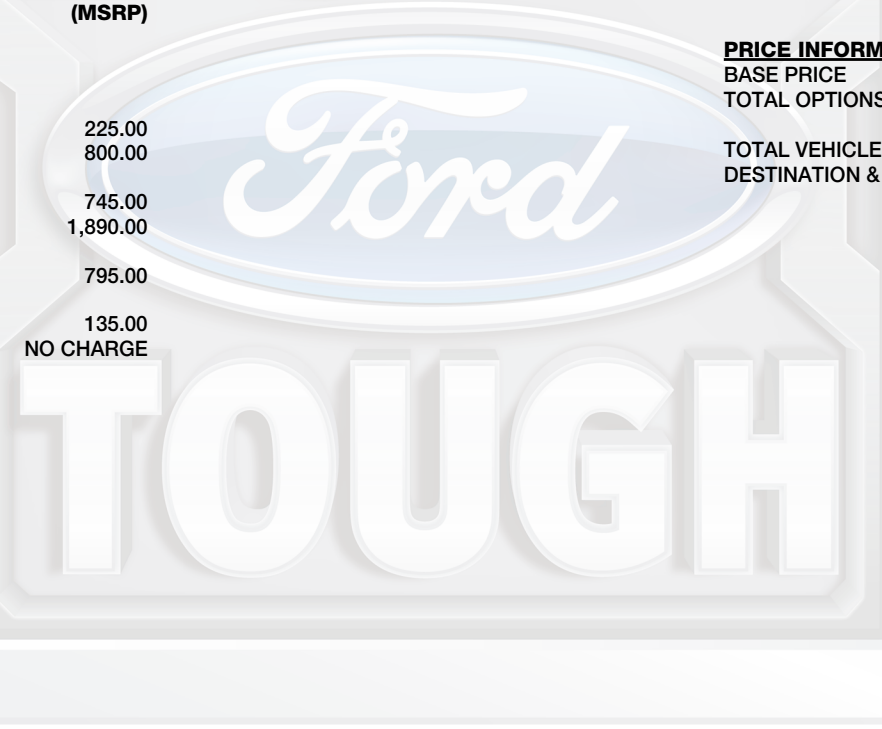 (MSRP)
225.00
800.00
745.00
1,890.00
795.00
135.00
NO CHARGE
PRICE INFORM
BASE PRICE
TOTAL OPTIONS
TOTAL VEHICLE
DESTINATION &
Ford
TOUGH